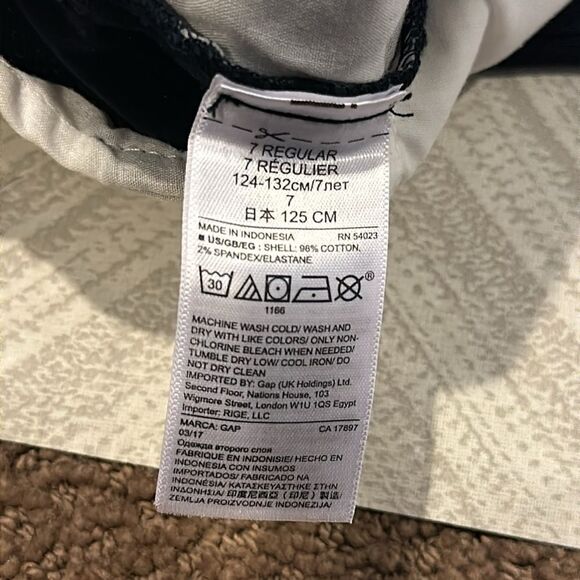 7 REGULAR
7 RÉGULIER
124-132см/7лет
7
日本 125 CM
MADE IN INDONESIA RN 54023
■ US/GB/EG : SHELL: 98% COTTON,
2% SPANDEX/ELASTANE
30
®
1166
MACHINE WASH COLD/ WASH AND
DRY WITH LIKE COLORS/ ONLY NON-
CHLORINE BLEACH WHEN NEEDED/
TUMBLE DRY LOW/ COOL IRON/ DO
NOT DRY CLEAN
IMPORTED BY: Gap (UK Holdings) Ltd.
Second Floor, Nations House, 103
Wigmore Street, London W1U 1QS Egypt
Importer: RIGE, LLC
MARCA: GAP CA 17897
03/17
Одежда второго слоя
FABRIQUE EN INDONESIE/ HECHO EN
INDONESIA CON INSUMOS
IMPORTADOS/ FABRICADO NA
INDONÉSIA/ ΚΑΤΑΣΚΕΥΑΣΤΗΚΕ ΣΤΗΝ
ΙΝΔΟΝΗΣΙΑ/ 印度尼西亞（印尼）製造/
ZEMLJA PROIZVODNJE INDONEZIJA/